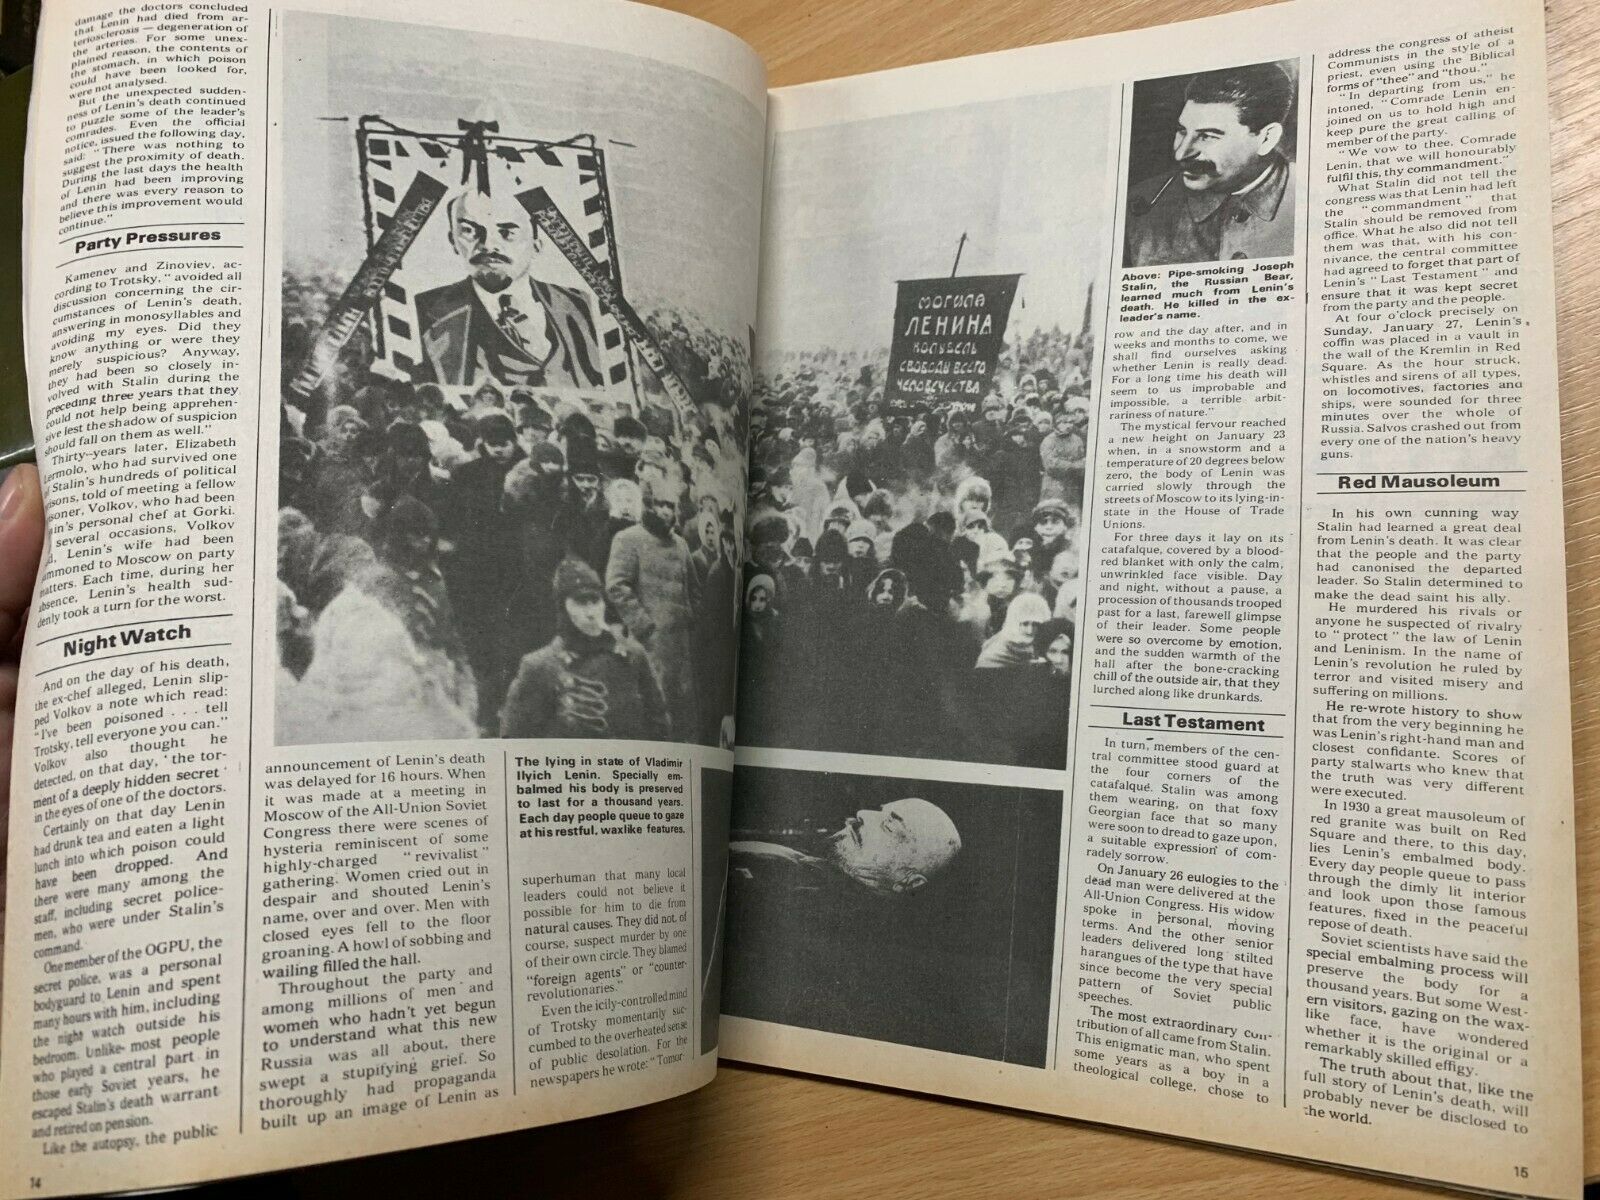 damage the doctors concluded
that Lenin had died from ar-
teriosclerosis — degeneration of
the arteries. For some unex-
plained reason, the contents of
the stomach, in which poison
could have been looked for,
were not analysed.
But the unexpected sudden-
ness of Lenin's death continued
to puzzle some of the leader's
comrades. Even the official
notice, issued the following day,
said: "There was nothing to
suggest the proximity of death.
During the last days the health
of Lenin had been improving
and there was every reason to
believe this improvement would
continue."
Party Pressures
Kamenev and Zinoviev, ac-
cording to Trotsky, "avoided all
discussion concerning the cir-
cumstances of Lenin's death,
answering in monosyllables and
avoiding my eyes. Did they
know anything or were they
merely suspicious? Anyway,
they had been so closely in-
volved with Stalin during the
preceding three years that they
could not help being apprehen-
sive lest the shadow of suspicion
should fall on them as well."
Thirty-years later, Elizabeth
Lermolo, who had survived one
of Stalin's hundreds of political
prisons, told of meeting a fellow
prisoner, Volkov, who had been
in's personal chef at Gorki.
several occasions, Volkov
Lenin's wife had been
ummoned to Moscow on party
matters. Each time, during her
absence, Lenin's health sud-
denly took a turn for the worst.
Night Watch
And on the day of his death,
the ex-chef alleged, Lenin slip-
ped Volkov a note which read:
"I've been poisoned . . . tell
Trotsky, tell everyone you can."
Volkov also thought he
detected, on that day, "the tor-
ment of a deeply hidden secret
in the eyes of one of the doctors.
Certainly on that day Lenin
had drunk tea and eaten a light
lunch into which poison could
have been dropped. And
there were many among the
staff, including secret police-
men, who were under Stalin's
command.
One member of the OGPU, the
secret police, was a personal
bodyguard to Lenin and spent
many hours with him, including
the night watch outside his
bedroom. Unlike most people
who played a central part in
those early Soviet years, he
escaped Stalin's death warrant
and retired on pension.
Like the autopsy, the public
14
announcement of Lenin's death
was delayed for 16 hours. When
it was made at a meeting in
Moscow of the All-Union Soviet
Congress there were scenes of
hysteria reminiscent of some
highly-charged "revivalist"
gathering. Women cried out in
despair and shouted Lenin's
name, over and over. Men with
closed eyes fell to the floor
groaning. A howl of sobbing and
wailing filled the hall.
Throughout the party and
among millions of men and
women who hadn't yet begun
to understand what this new
Russia was all about, there
swept a stupifying grief. So
thoroughly had propaganda
built up an image of Lenin as
The lying in state of Vladimir
Ilyich Lenin. Specially em-
balmed his body is preserved
to last for a thousand years.
Each day people queue to gaze
at his restful, waxlike features.
superhuman that many local
leaders could not believe it
possible for him to die from
natural causes. They did not, of
course, suspect murder by one
of their own circle. They blamed
"foreign agents" or "counter-
revolutionaries."
Even the icily-controlled mind
of Trotsky momentarily suc-
cumbed to the overheated sense
of public desolation. For the
newspapers he wrote: "Tomor-
МОГИЛА
ЛЕНИНА
КОЛЫБЕЛЬ
СВОБОДЫ ВСЕГО
ЧЕЛОВЕЧЕСТВА
Above: Pipe-smoking Joseph
Stalin, the Russian Bear,
learned much from Lenin's
death. He killed in the ex-
leader's name.
row and the day after, and in
weeks and months to come, we
shall find ourselves asking
whether Lenin is really dead.
For a long time his death will
seem to us improbable and
impossible, a terrible arbit-
rariness of nature."
The mystical fervour reached
a new height on January 23
when, in a snowstorm and a
temperature of 20 degrees below
zero, the body of Lenin was
carried slowly through the
streets of Moscow to its lying-in-
state in the House of Trade
Unions.
For three days it lay on its
catafalque, covered by a blood-
red blanket with only the calm,
unwrinkled face visible. Day
and night, without a pause, a
procession of thousands trooped
past for a last, farewell glimpse
of their leader. Some people
were so overcome by emotion,
and the sudden warmth of the
hall after the bone-cracking
chill of the outside air, that they
lurched along like drunkards.
Last Testament
In turn, members of the cen-
tral committee stood guard at
the four corners of the
catafalqué. Stalin was among
them wearing, on that foxy
Georgian face that so many
were soon to dread to gaze upon,
a suitable expression of com-
radely sorrow.
On January 26 eulogies to the
dead man were delivered at the
All-Union Congress. His widow
spoke in personal, moving
terms. And the other senior
leaders delivered long stilted
harangues of the type that have
since become the very special
pattern of Soviet public
speeches.
The most extraordinary con-
tribution of all came from Stalin.
This enigmatic man, who spent
some years as a boy in a
theological college, chose to
address the congress of atheist
Communists in the style of a
priest, even using the Biblical
forms of "thee" and "thou."
"In departing from us," he
intoned, "Comrade Lenin en-
joined on us to hold high and
keep pure the great calling of
member of the party.
"We vow to thee, Comrade
Lenin, that we will honourably
fulfil this, thy commandment."
What Stalin did not tell the
congress was that Lenin had left
the "commandment" that
Stalin should be removed from
office. What he also did not tell
them was that, with his con-
nivance, the central committee
had agreed to forget that part of
Lenin's "Last Testament" and
ensure that it was kept secret
from the party and the people.
At four o'clock precisely on
Sunday, January 27, Lenin's
coffin was placed in a vault in
the wall of the Kremlin in Red
Square. As the hour struck,
whistles and sirens of all types,
on locomotives, factories and
ships, were sounded for three
minutes over the whole of
Russia. Salvos crashed out from
every one of the nation's heavy
guns.
Red Mausoleum
In his own cunning way
Stalin had learned a great deal
from Lenin's death. It was clear
that the people and the party
had canonised the departed
leader. So Stalin determined to
make the dead saint his ally.
He murdered his rivals or
anyone he suspected of rivalry
to "protect" the law of Lenin
and Leninism. In the name of
Lenin's revolution he ruled by
terror and visited misery and
suffering on millions.
He re-wrote history to show
that from the very beginning he
was Lenin's right-hand man and
closest confidante. Scores of
party stalwarts who knew that
the truth was very different
were executed.
In 1930 a great mausoleum of
red granite was built on Red
Square and there, to this day,
lies Lenin's embalmed body.
Every day people queue to pass
through the dimly lit interior
and look upon those famous
features, fixed in the peaceful
repose of death.
Soviet scientists have said the
special embalming process will
preserve the body for a
thousand years. But some West-
ern visitors, gazing on the wax-
like face, have wondered
whether it is the original or a
remarkably skilled effigy.
The truth about that, like the
full story of Lenin's death, will
probably never be disclosed to
the world.
15